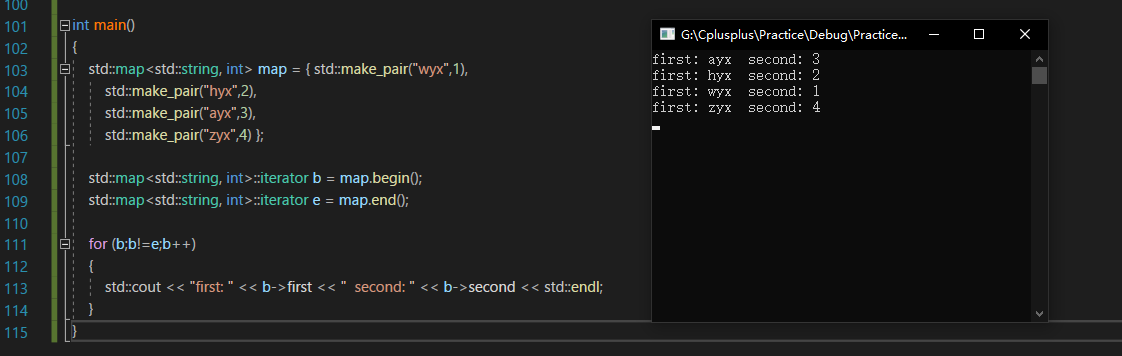 100
101 int main()
102 {
103 std::map<std::string, int> map = { std::make_pair("wyx",1),
104 std::make_pair("hyx",2),
105 std::make_pair("ayx",3),
106 std::make_pair("zyx",4) };
107
108 std::map<std::string, int>::iterator b = map.begin();
109 std::map<std::string, int>::iterator e = map.end();
110
111 for (b;b!=e;b++)
112 {
113 std::cout << "first: " << b->first << "  second: " << b->second << std::endl;
114 }
115 }
G:\Cplusplus\Practice\Debug\Practice...
first: ayx  second: 3
first: hyx  second: 2
first: wyx  second: 1
first: zyx  second: 4